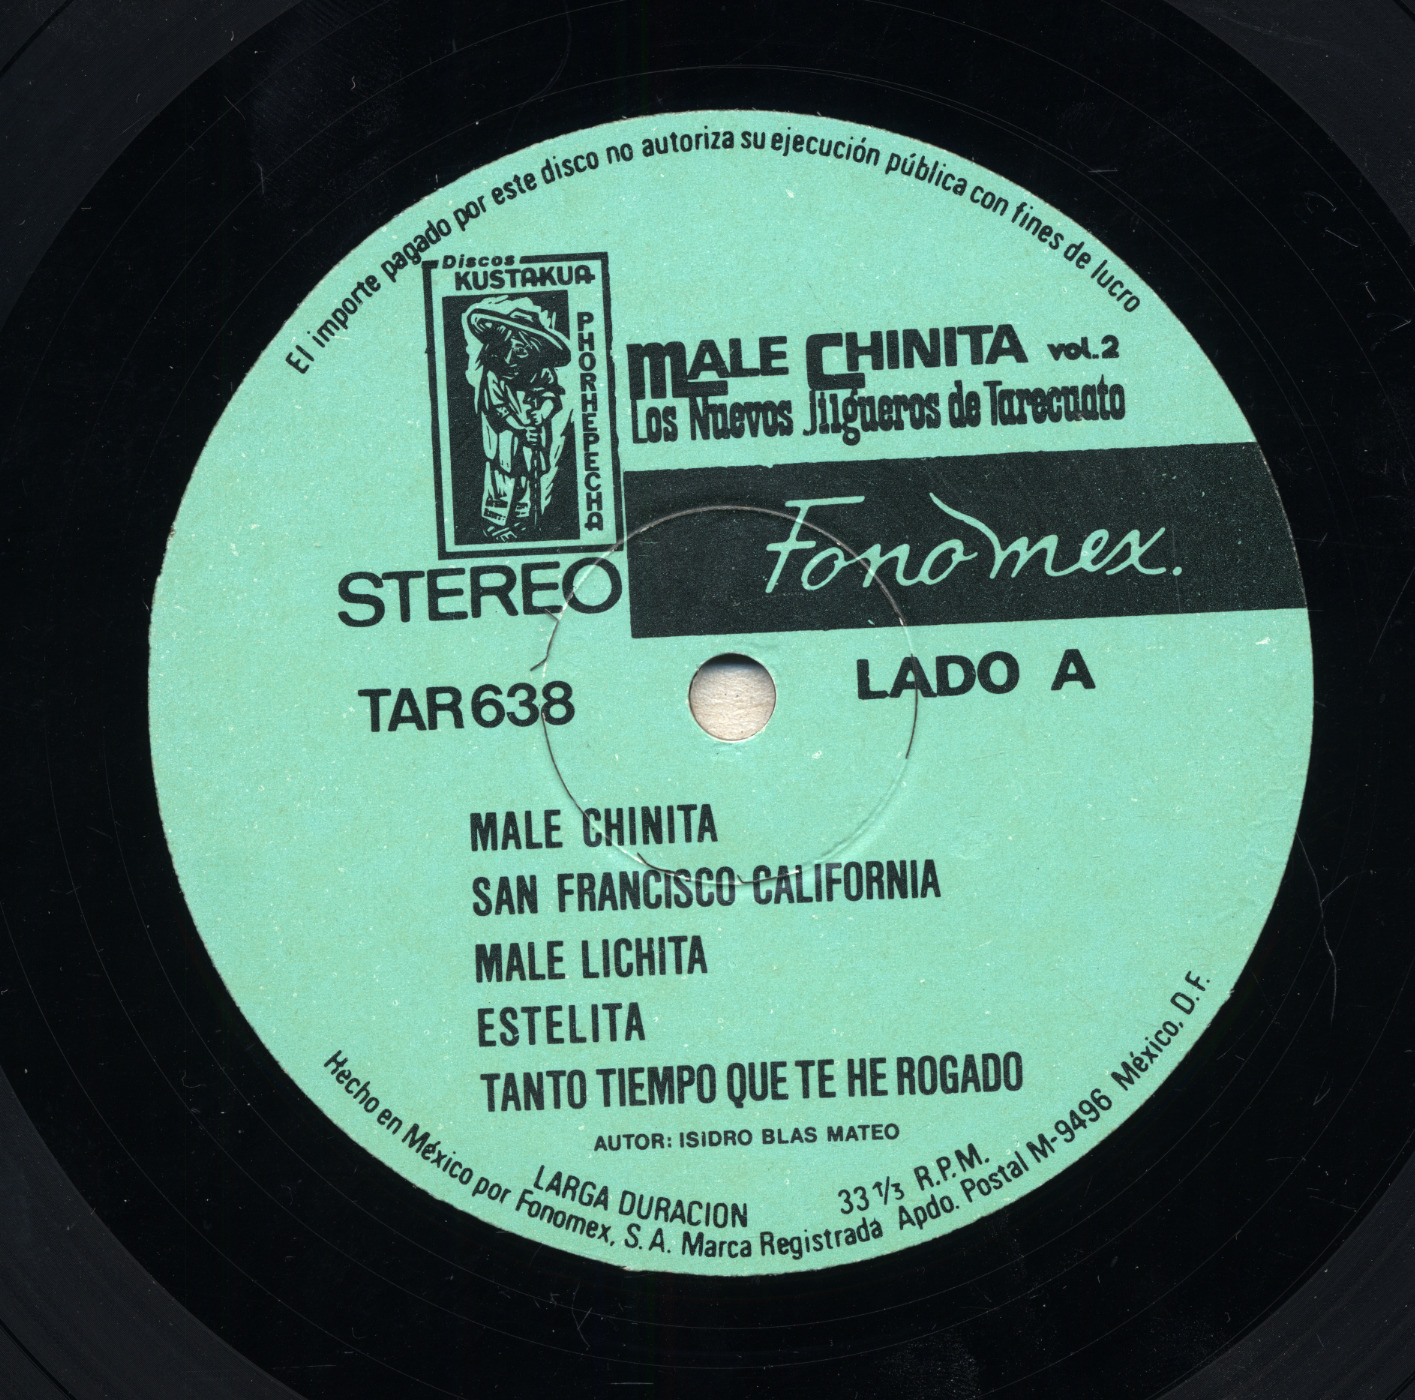 El importe pagado por este disco no autoriza su ejecución pública con fines de lucro
Discos
KUSTAKUA
PHORHEPECHA
MALE CHINITA vol.2
Los Nuevos Jilgueros de Tarecuato
Fonomex.
STEREO
LADO A
TAR 638
MALE CHINITA
SAN FRANCISCO CALIFORNIA
MALE LICHITA
ESTELITA
TANTO TIEMPO QUE TE HE ROGADO
AUTOR: ISIDRO BLAS MATEO
LARGA DURACION 33 1/3 R.P.M.
Hecho en México por Fonomex, S.A. Marca Registrada Apdo. Postal M-9496 México, D.F.